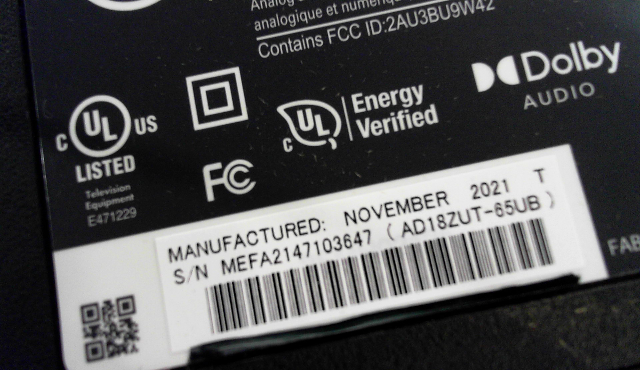 analogique et numérique
Contains FCC ID:2AU3BU9W42
Dolby
AUDIO
C UL US
LISTED
Television
Equipment
E471229
C UL
Energy
Verified
FC
MANUFACTURED: NOVEMBER 2021 T
S/N MEFA2147103647 ( AD18ZUT-65UB )
FAB